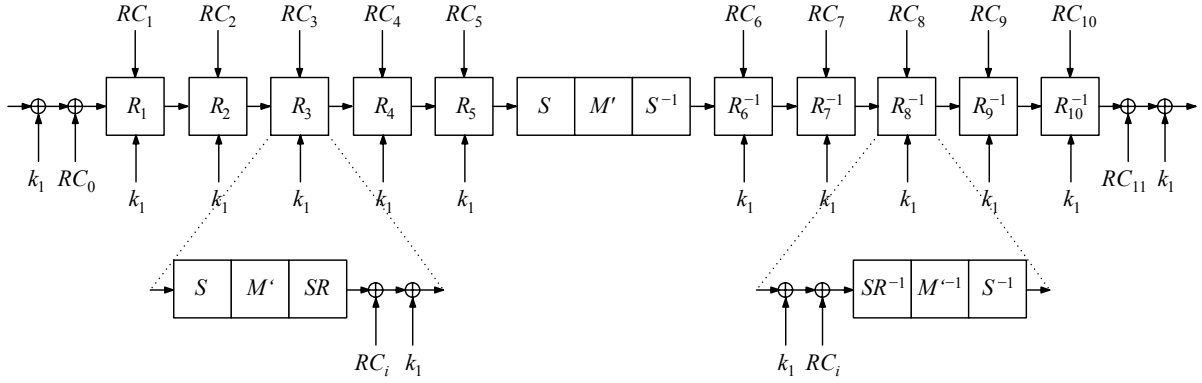 RC₁ RC₂ RC₃ RC₄ RC₅ RC₆ RC₇ RC₈ RC₉ RC₁₀
R₁ R₂ R₃ R₄ R₅ S M′ S⁻¹ R₆⁻¹ R₇⁻¹ R₈⁻¹ R₉⁻¹ R₁₀⁻¹
k₁ RC₀ k₁ k₁ k₁ k₁ k₁ k₁ k₁ k₁ k₁ k₁ RC₁₁ k₁
S M‘ SR SR⁻¹ M‘⁻¹ S⁻¹
RCᵢ k₁ k₁ RCᵢ